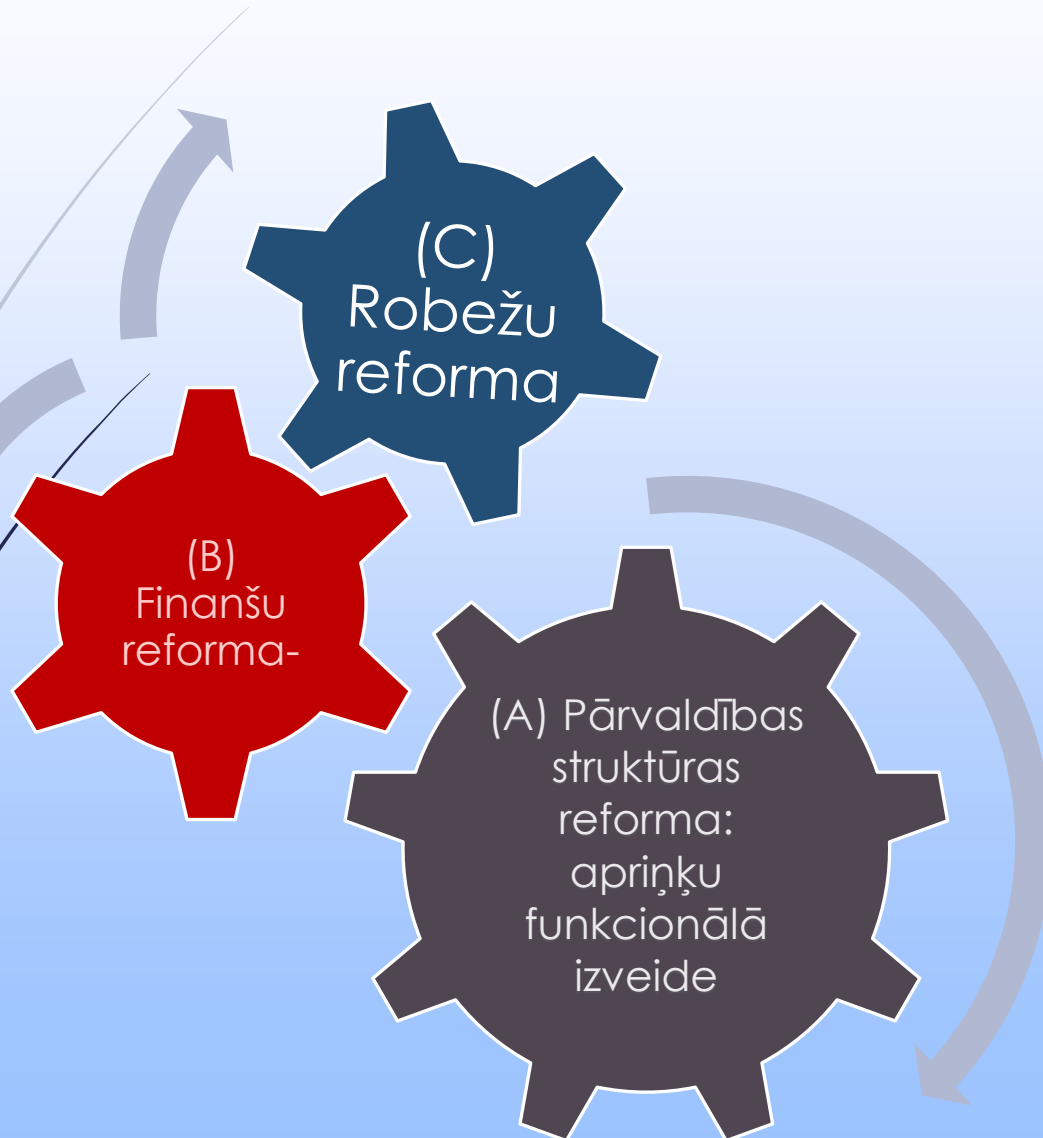 (C)
Robežu
reforma
(B)
Finanšu
reforma-
(A) Pārvaldības
struktūras
reforma:
apriņķu
funkcionālā
izveide